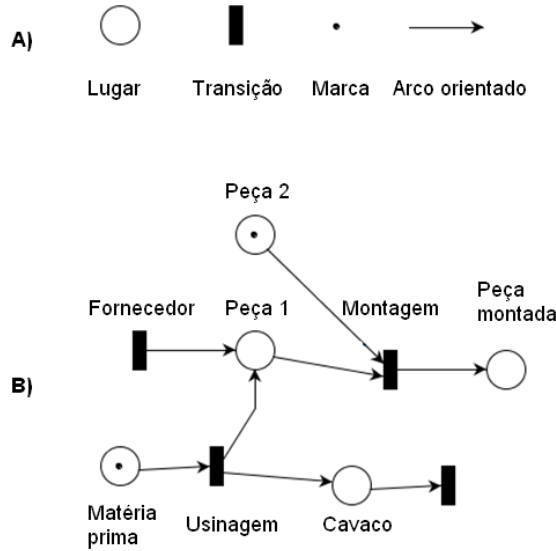 A)
Lugar Transição Marca Arco orientado
Peça 2
Fornecedor Peça 1 Montagem Peça
montada
B)
Matéria
prima Usinagem Cavaco